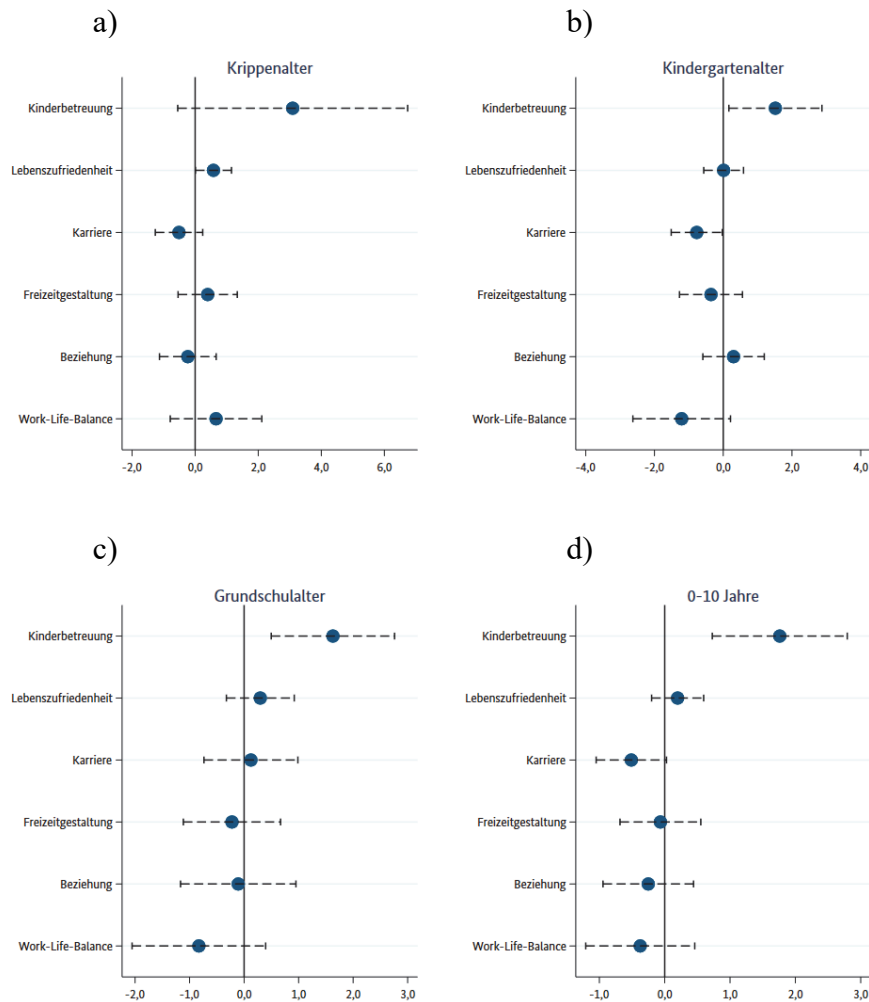 a)
Krippenalter
Kinderbetreuung
Lebenszufriedenheit
Karriere
Freizeitgestaltung
Beziehung
Work-Life-Balance
-2,0 0,0 2,0 4,0 6,0
b)
Kindergartenalter
Kinderbetreuung
Lebenszufriedenheit
Karriere
Freizeitgestaltung
Beziehung
Work-Life-Balance
-4,0 -2,0 0,0 2,0 4,0
c)
Grundschulalter
Kinderbetreuung
Lebenszufriedenheit
Karriere
Freizeitgestaltung
Beziehung
Work-Life-Balance
-2,0 -1,0 0,0 1,0 2,0 3,0
d)
0-10 Jahre
Kinderbetreuung
Lebenszufriedenheit
Karriere
Freizeitgestaltung
Beziehung
Work-Life-Balance
-1,0 0,0 1,0 2,0 3,0